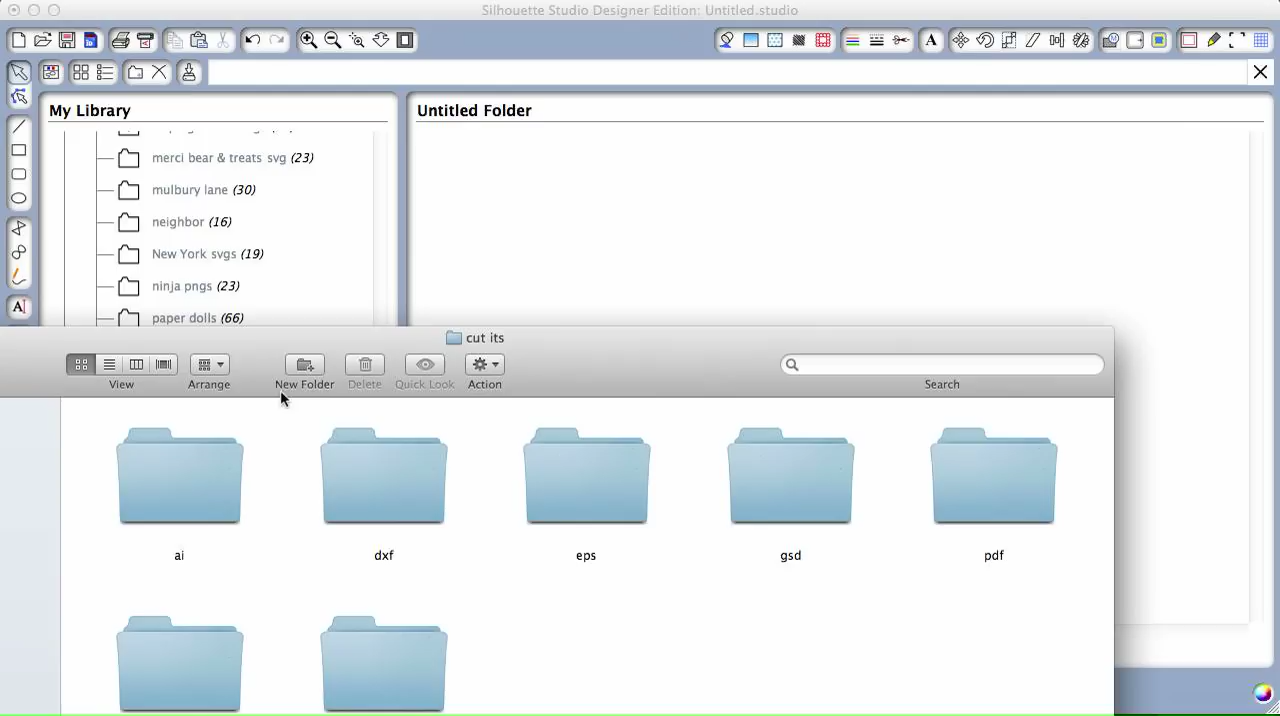 Silhouette Studio Designer Edition: Untitled.studio
My Library
Untitled Folder
merci bear & treats svg (23)
mulbury lane (30)
neighbor (16)
New York svgs (19)
ninja pngs (23)
paper dolls (66)
cut its
View
Arrange
New Folder
Delete
Quick Look
Action
Search
ai
dxf
eps
gsd
pdf